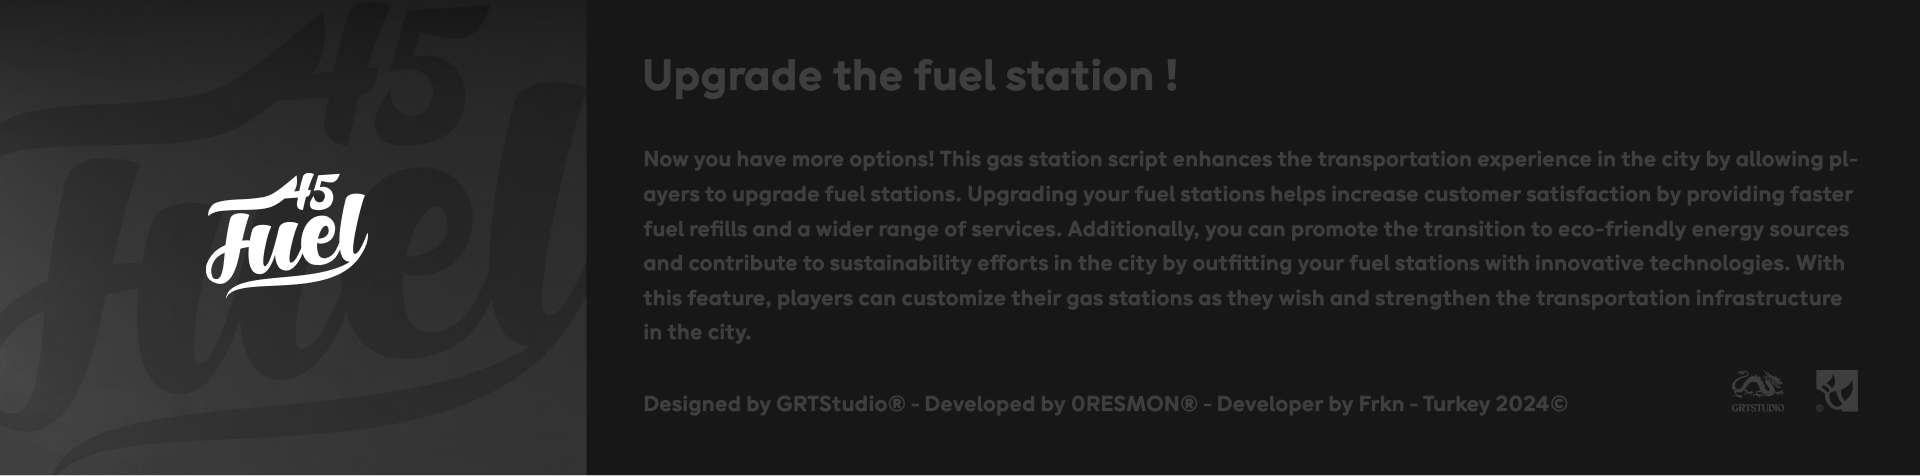 45
Fuel
45
Fuel
Upgrade the fuel station !
Now you have more options! This gas station script enhances the transportation experience in the city by allowing pl-
ayers to upgrade fuel stations. Upgrading your fuel stations helps increase customer satisfaction by providing faster
fuel refills and a wider range of services. Additionally, you can promote the transition to eco-friendly energy sources
and contribute to sustainability efforts in the city by outfitting your fuel stations with innovative technologies. With
this feature, players can customize their gas stations as they wish and strengthen the transportation infrastructure
in the city.
Designed by GRTStudio® - Developed by 0RESMON® - Developer by Frkn - Turkey 2024©
GRTSTUDIO
®